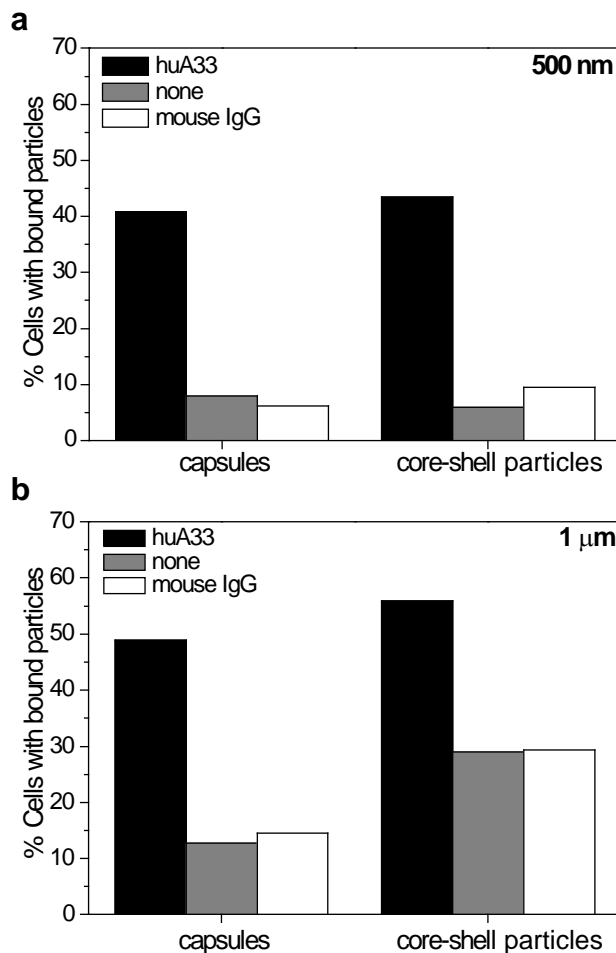 a
70
60
50
40
30
20
10
0
% Cells with bound particles
huA33
none
mouse IgG
500 nm
capsules
core-shell particles
b
70
60
50
40
30
20
10
0
% Cells with bound particles
huA33
none
mouse IgG
1 μm
capsules
core-shell particles